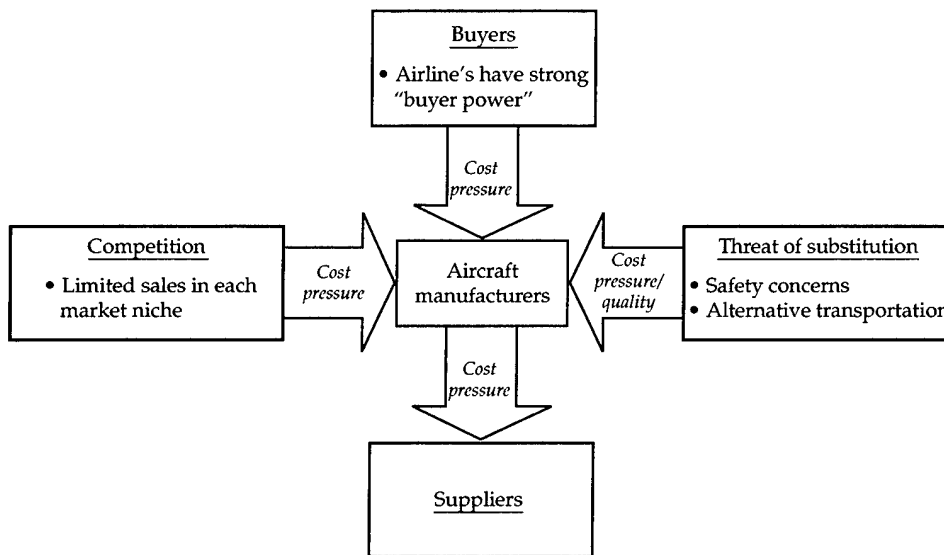 Buyers
• Airline's have strong
"buyer power"
Cost
pressure
Competition
• Limited sales in each
market niche
Cost
pressure
Aircraft
manufacturers
Cost
pressure/
quality
Threat of substitution
• Safety concerns
• Alternative transportation
Cost
pressure
Suppliers